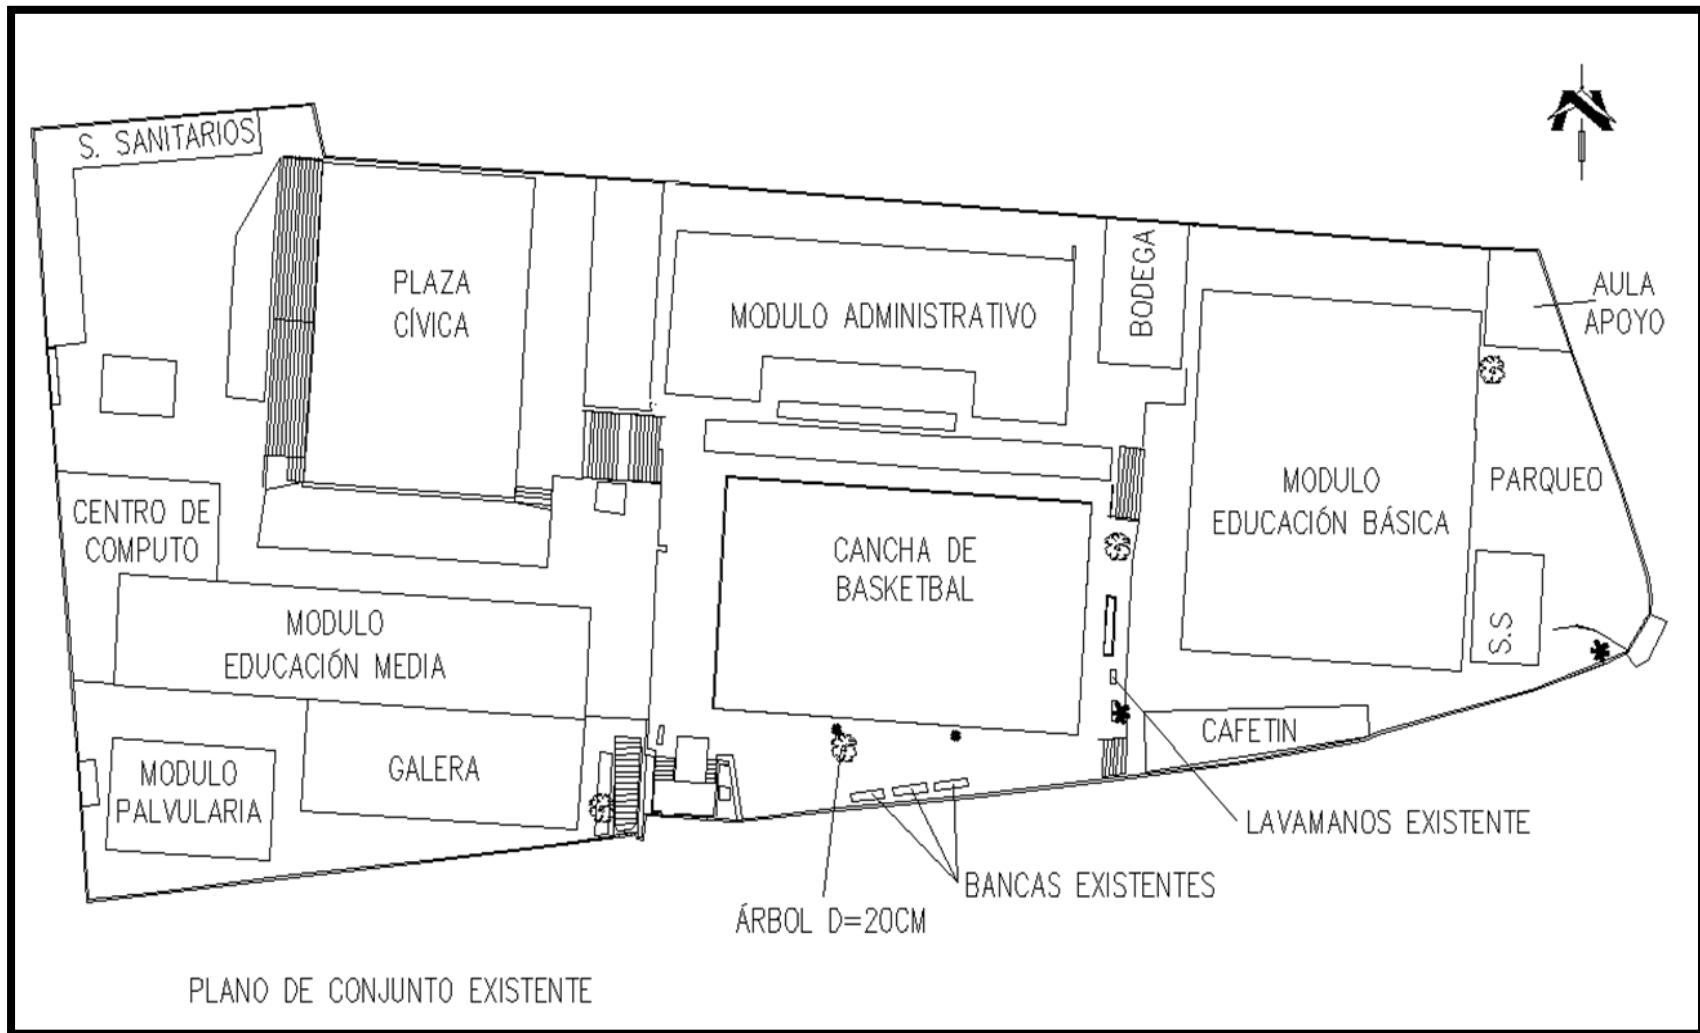 S. SANITARIOS
PLAZA
CÍVICA
MODULO ADMINISTRATIVO
BODEGA
AULA
APOYO
N
CENTRO DE
COMPUTO
MODULO
EDUCACIÓN MEDIA
CANCHA DE
BASKETBAL
MODULO
EDUCACIÓN BÁSICA
PARQUEO
S.S
MODULO
PALVULARIA
GALERA
CAFETIN
LAVAMANOS EXISTENTE
BANCAS EXISTENTES
ÁRBOL D=20CM
PLANO DE CONJUNTO EXISTENTE